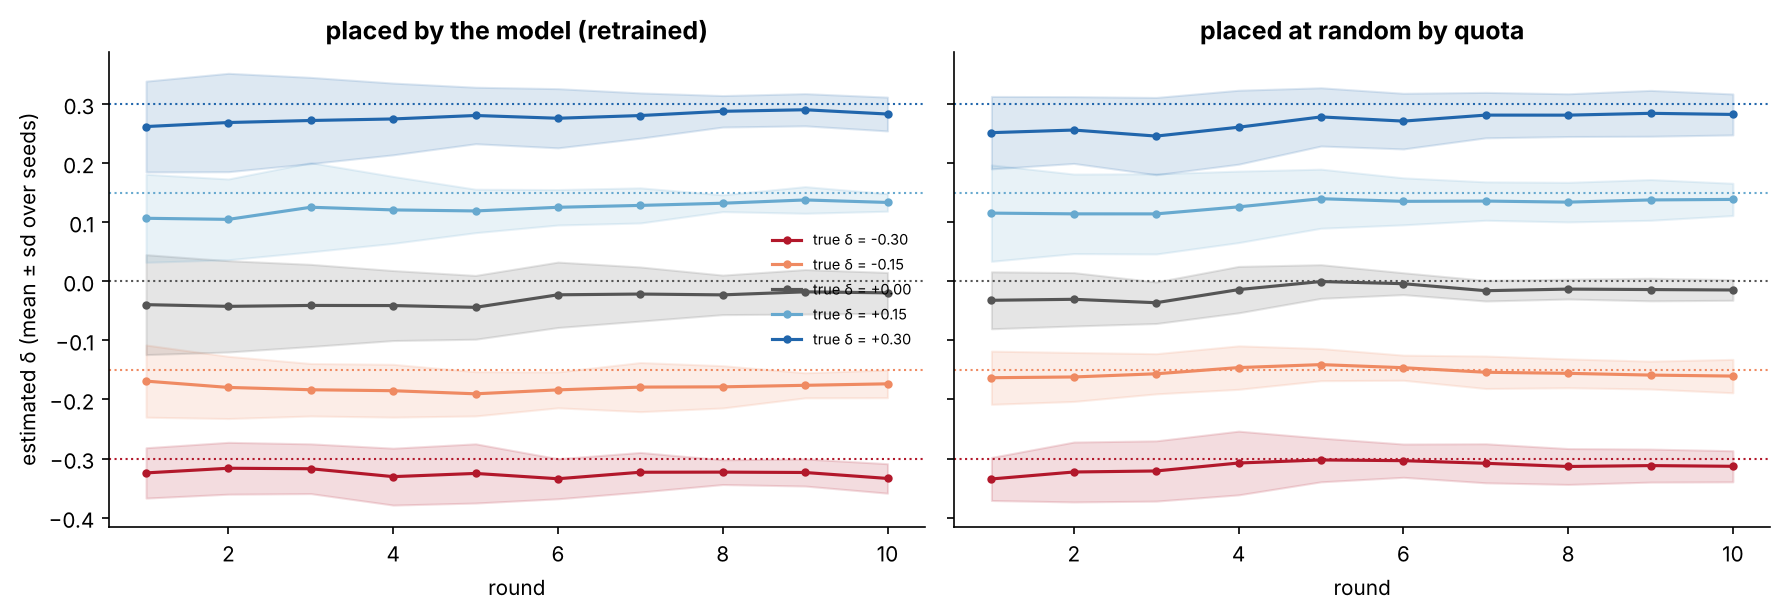 placed by the model (retrained)
placed at random by quota
estimated δ (mean ± sd over seeds)
0.3
0.2
0.1
0.0
−0.1
−0.2
−0.3
−0.4
true δ = -0.30
true δ = -0.15
true δ = +0.00
true δ = +0.15
true δ = +0.30
2 4 6 8 10
2 4 6 8 10
round
round